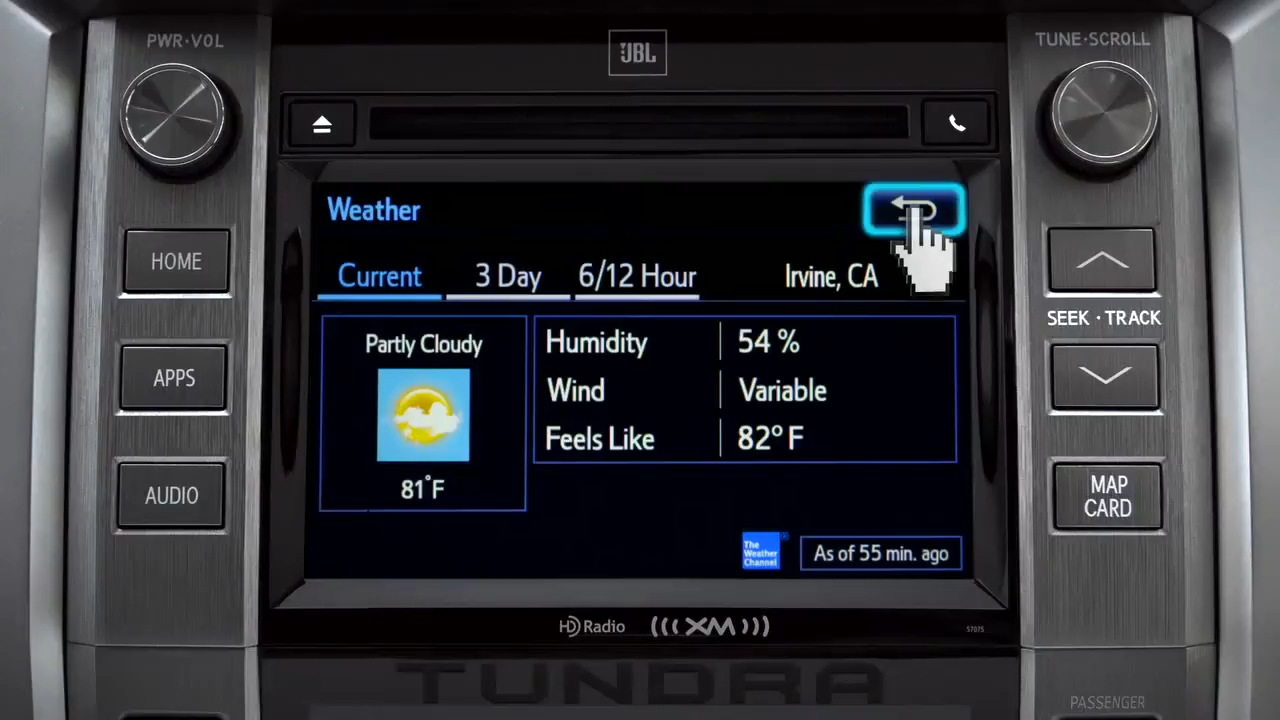 PWR·VOL
JBL
TUNE·SCROLL
HOME
APPS
AUDIO
Weather
Current
3 Day
6/12 Hour
Irvine, CA
Partly Cloudy
81°F
Humidity 54 %
Wind Variable
Feels Like 82° F
The
Weather
Channel
As of 55 min. ago
SEEK · TRACK
MAP
CARD
HD Radio
((( XM )))
57075
TUNDRA
PASSENGER